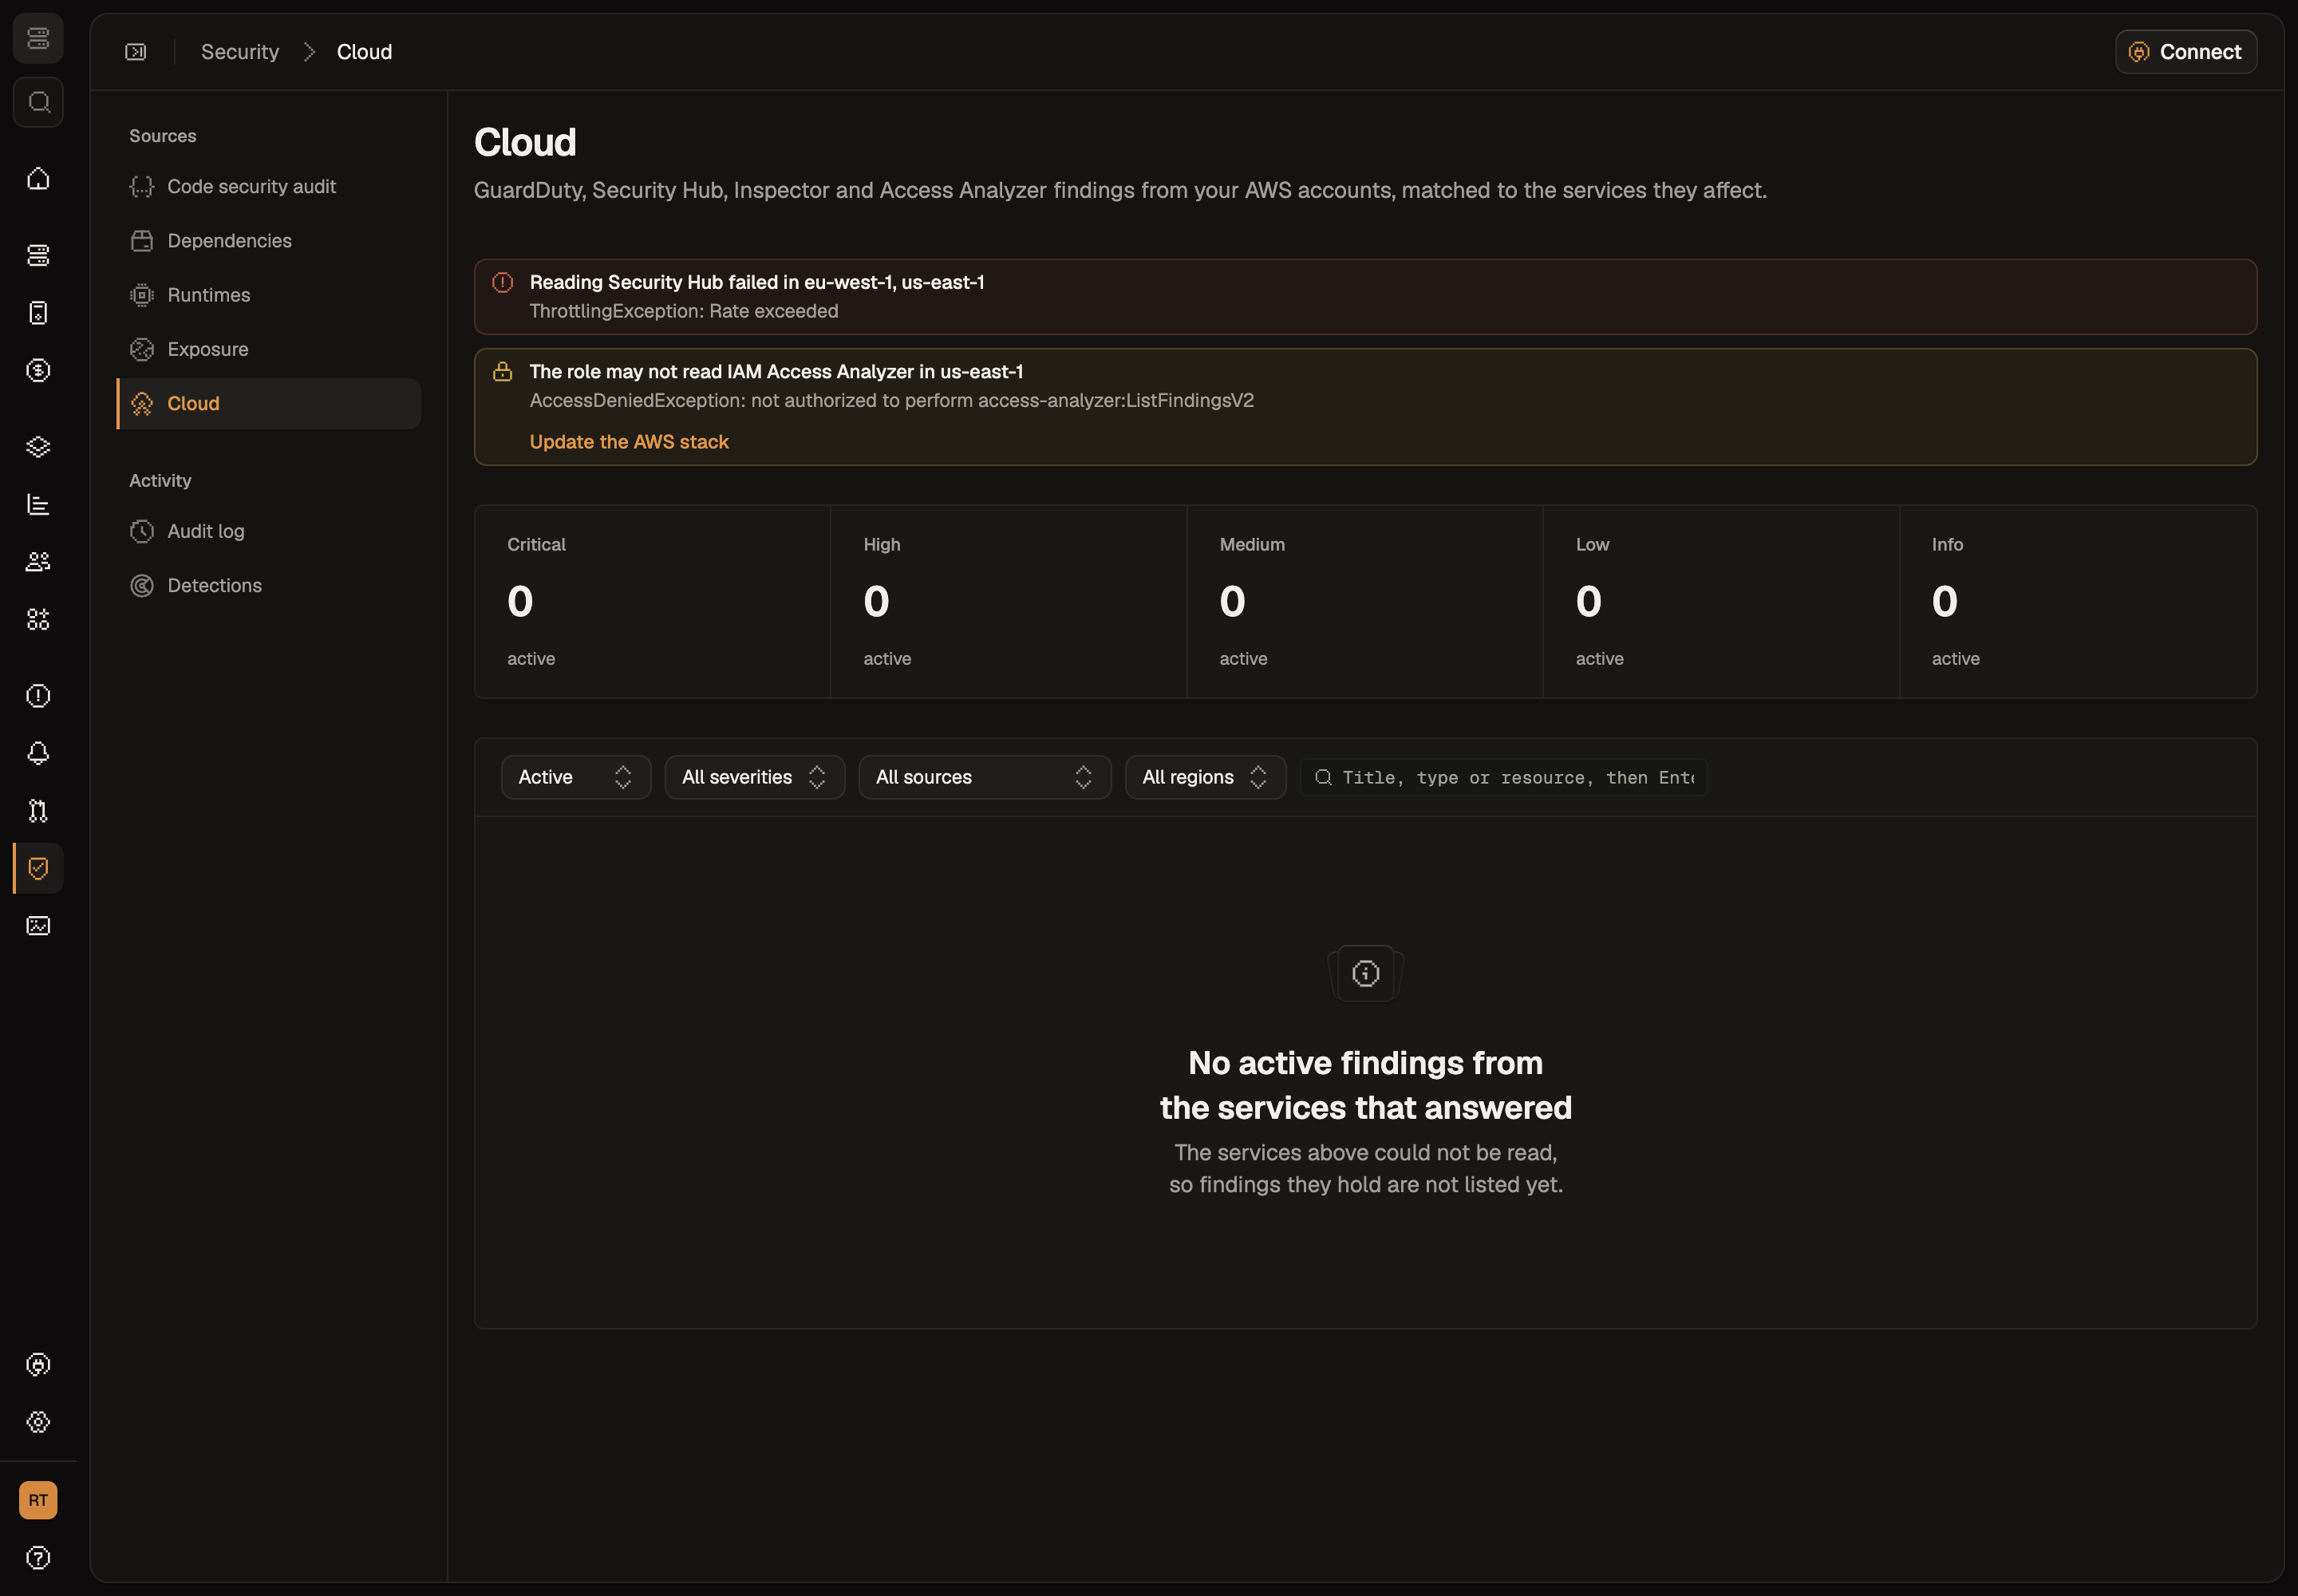 Security
Cloud
Connect
Sources
Code security audit
Dependencies
Runtimes
Exposure
Cloud
Activity
Audit log
Detections
Cloud
GuardDuty, Security Hub, Inspector and Access Analyzer findings from your AWS accounts, matched to the services they affect.
Reading Security Hub failed in eu-west-1, us-east-1
ThrottlingException: Rate exceeded
The role may not read IAM Access Analyzer in us-east-1
AccessDeniedException: not authorized to perform access-analyzer:ListFindingsV2
Update the AWS stack
Critical
0
active
High
0
active
Medium
0
active
Low
0
active
Info
0
active
Active
All severities
All sources
All regions
Title, type or resource, then Ente
No active findings from
the services that answered
The services above could not be read,
so findings they hold are not listed yet.
RT